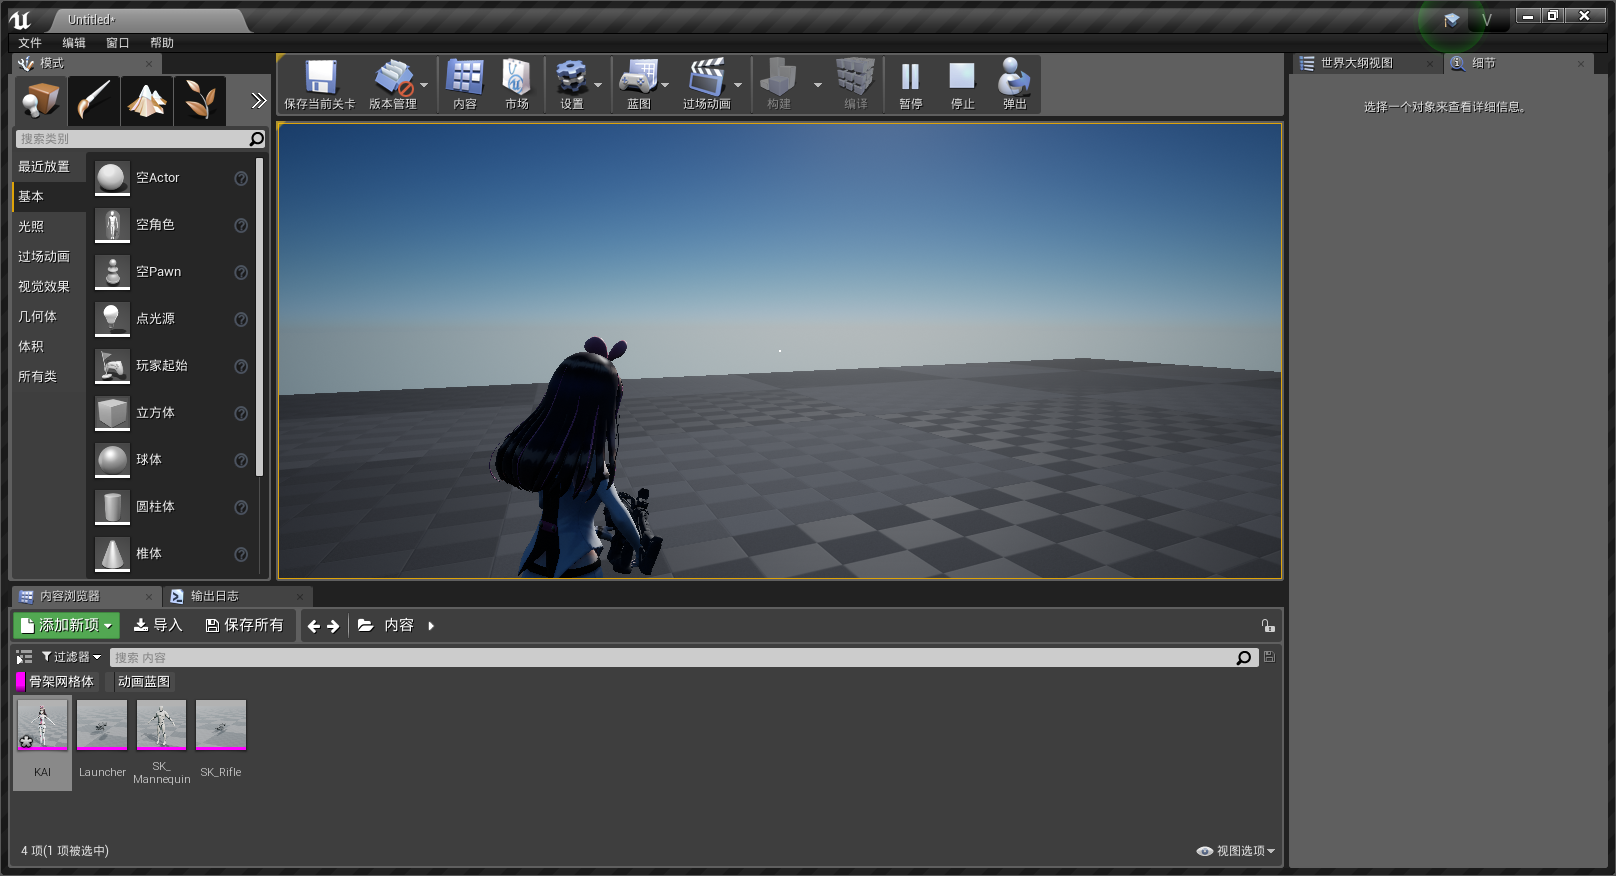 Untitled*
V
文件 编辑 窗口 帮助
模式
搜索类别
最近放置
基本
光照
过场动画
视觉效果
几何体
体积
所有类
空Actor
空角色
空Pawn
点光源
玩家起始
立方体
球体
圆柱体
椎体
保存当前关卡 版本管理 内容 市场 设置 蓝图 过场动画 构建 编译 暂停 停止 弹出
世界大纲视图 细节
选择一个对象来查看详细信息。
内容浏览器 输出日志
添加新项 导入 保存所有 内容
过滤器 搜索 内容
骨架网格体 动画蓝图
KAI
Launcher
SK_
Mannequin
SK_Rifle
4 项(1 项被选中)
视图选项